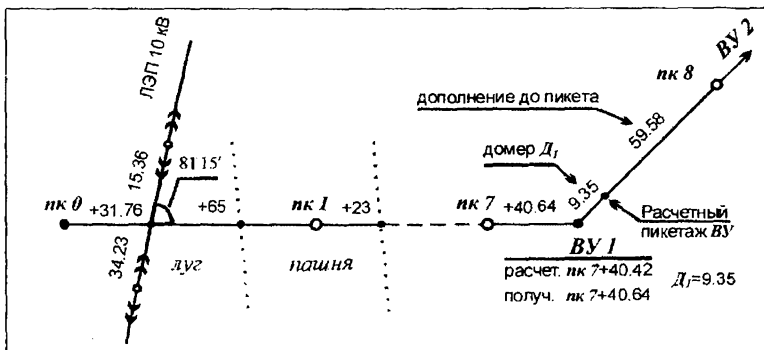 ЛЭП 10 кВ
ВУ 2
пк 8
дополнение до пикета
59.58
15.36
81°15′
домер Д₁
9.35
пк 0
+31.76
+65
пк 1
+23
пк 7
+40.64
Расчетный
пикетаж ВУ
34.23
луг
пашня
ВУ 1
расчет. пк 7+40.42
получ. пк 7+40.64
Д₁=9.35